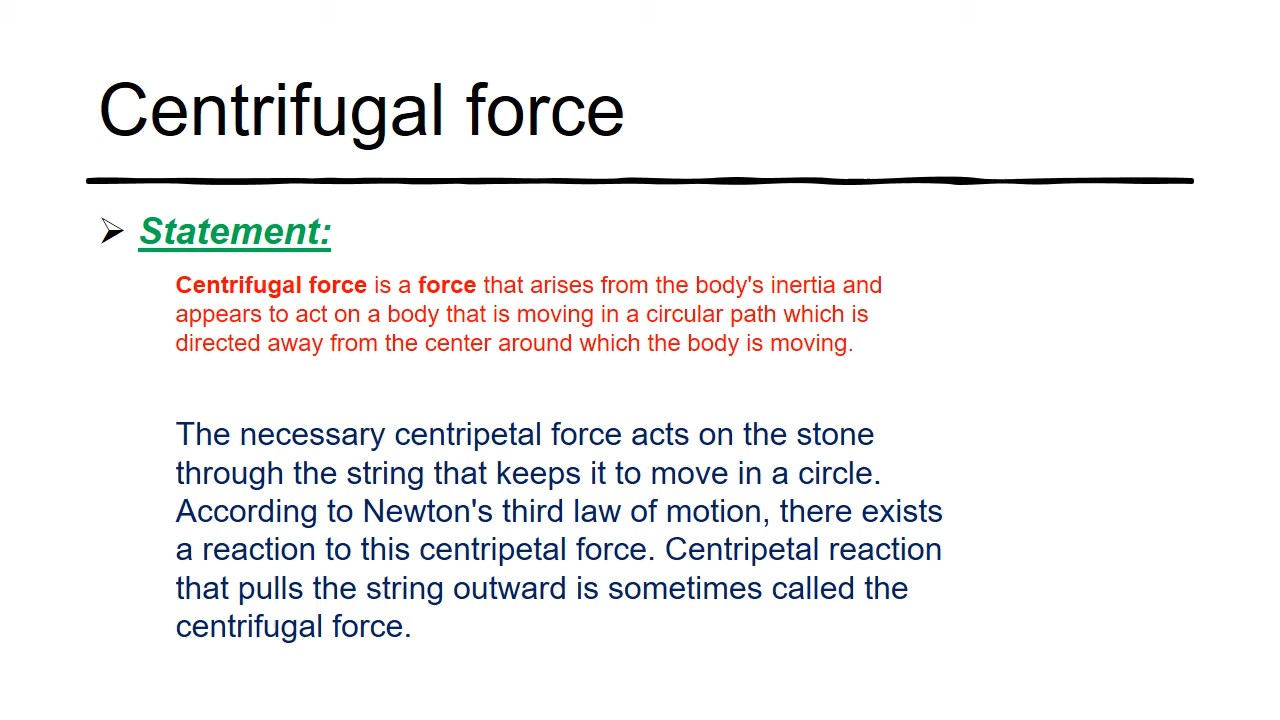 Centrifugal force
Statement:
Centrifugal force is a force that arises from the body's inertia and
appears to act on a body that is moving in a circular path which is
directed away from the center around which the body is moving.
The necessary centripetal force acts on the stone
through the string that keeps it to move in a circle.
According to Newton's third law of motion, there exists
a reaction to this centripetal force. Centripetal reaction
that pulls the string outward is sometimes called the
centrifugal force.